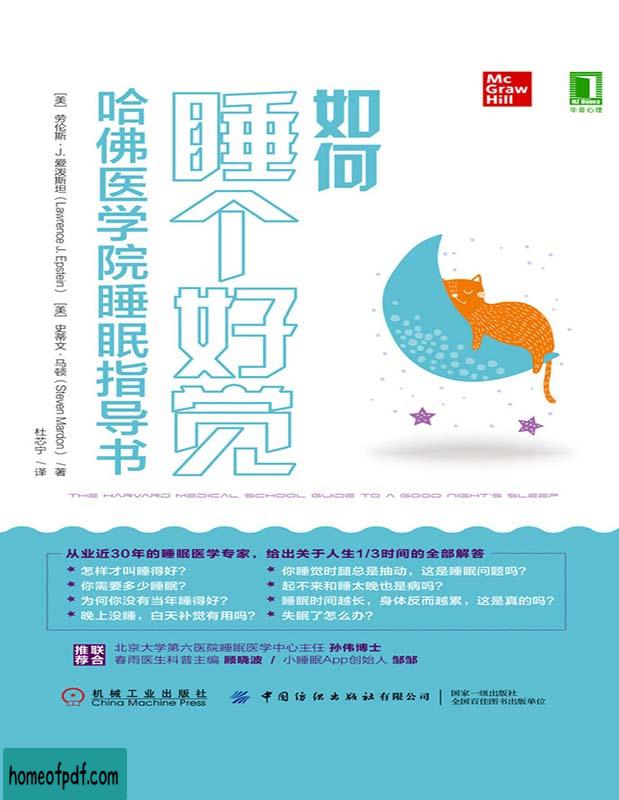 Mc
Graw
Hill
HZ Books
华章心理
如何
睡个好觉
哈佛医学院睡眠指导书
[美] 劳伦斯·J.爱泼斯坦(Lawrence J. Epstein) [美] 史蒂文·马顿(Steven Mardon) / 著
杜芯宁 / 译
THE HARVARD MEDICAL SCHOOL GUIDE TO A GOOD NIGHT'S SLEEP
从业近30年的睡眠医学专家,给出关于人生1/3时间的全部解答
★ 怎样才叫睡得好?
★ 你需要多少睡眠?
★ 为何你没有当年睡得好?
★ 晚上没睡,白天补觉有用吗?
★ 你睡觉时腿总是抽动,这是睡眠问题吗?
★ 起不来和睡太晚也是病吗?
★ 睡眠时间越长,身体反而越累,这是真的吗?
★ 失眠了怎么办?
联合推荐
北京大学第六医院睡眠医学中心主任 孙伟博士
春雨医生科普主编 顾晓波 / 小睡眠App创始人 邹邹
机械工业出版社
China Machine Press
中国纺织出版社有限公司
国家一级出版社
全国百佳图书出版单位
homeofpdf.com